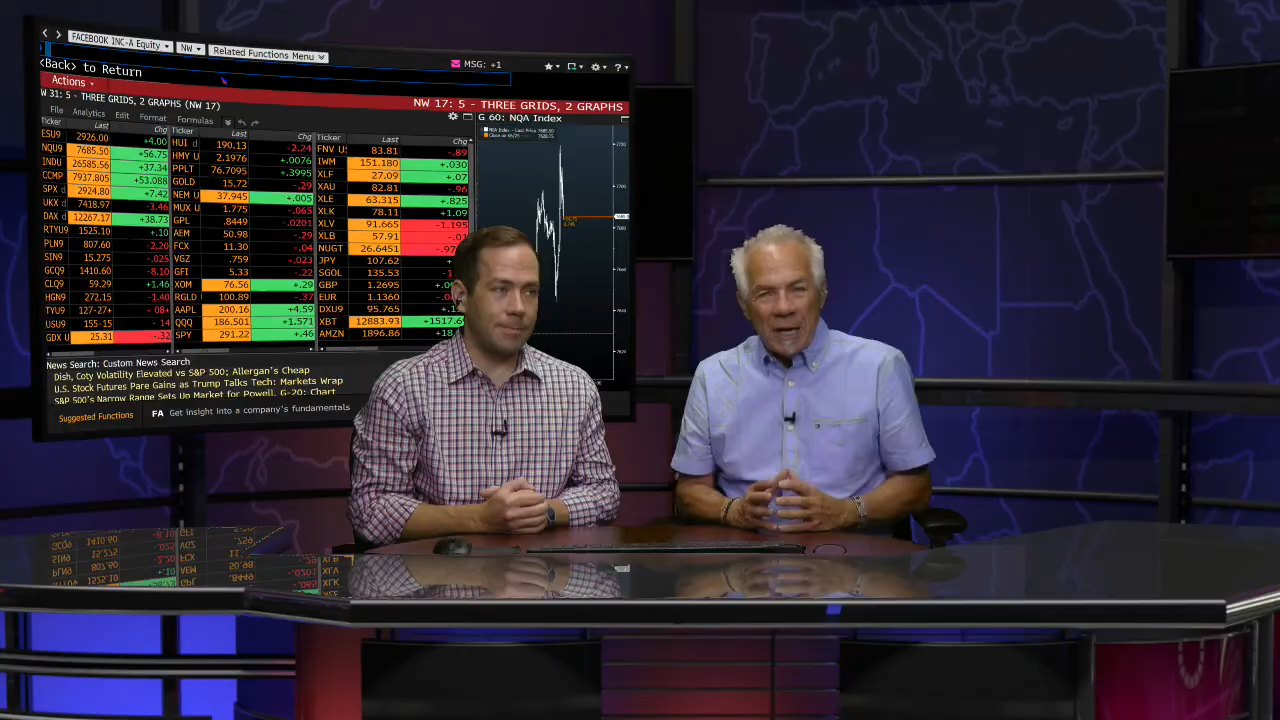 FACEBOOK INC-A Equity NW Related Functions Menu
MSG: +1
<Back> to Return
Actions
W 31: 5 - THREE GRIDS, 2 GRAPHS (NW 17)
NW 17: 5 - THREE GRIDS, 2 GRAPHS
File Analytics Edit Format Formulas
G 60: NQA Index
Ticker Last Chg
ESU9 2926.00 +4.00
NQU9 7685.50 +56.75
INDU 26585.56 +37.34
CCMP 7937.805 +53.088
SPX d 2924.80 +7.42
UKX d 7418.97 -3.46
DAX d 12267.17 +38.73
RTYU9 1525.10 +.10
PLN9 807.60 -2.20
SIN9 15.275 -.025
GCQ9 1410.60 -8.10
CLQ9 59.29 +1.46
HGN9 272.15 -1.40
TYU9 127-27+ -08+
USU9 155-15 -14
GDX U 25.31 -.32
Ticker Last Chg
HUI d 190.13 -2.24
HMY U 2.1976 +.0076
PPLT 76.7095 +.3995
GOLD 15.72 -.29
NEM U 37.945 +.005
MUX U 1.775 -.065
GPL .8449 -.0201
AEM 50.98 -.29
FCX 11.30 -.04
VGZ .759 -.023
GFI 5.33 -.22
XOM 76.56 +.29
RGLD 100.89 -.37
AAPL 200.16 +4.59
QQQ 186.501 +1.571
SPY 291.22 +.46
Ticker Last Chg
FNV US 83.81 -.89
IWM 151.180 +.030
XLF 27.09 +.07
XAU 82.81 -.96
XLE 63.315 +.825
XLK 78.11 +1.09
XLV 91.665 -1.195
XLB 57.91 -.01
NUGT 26.6451
JPY 107.62
SGOL 135.53
GBP 1.2695
EUR 1.1360
DXU9 95.765
XBT 12883.93 +1517.6
AMZN 1896.86
News Search: Custom News Search
Dish, Coty Volatility Elevated vs S&P 500; Allergan's Cheap
U.S. Stock Futures Pare Gains as Trump Talks Tech: Markets Wrap
S&P 500's Narrow Range Sets Up Market for Powell, G-20: Chart
Suggested Functions FA Get insight into a company's fundamentals